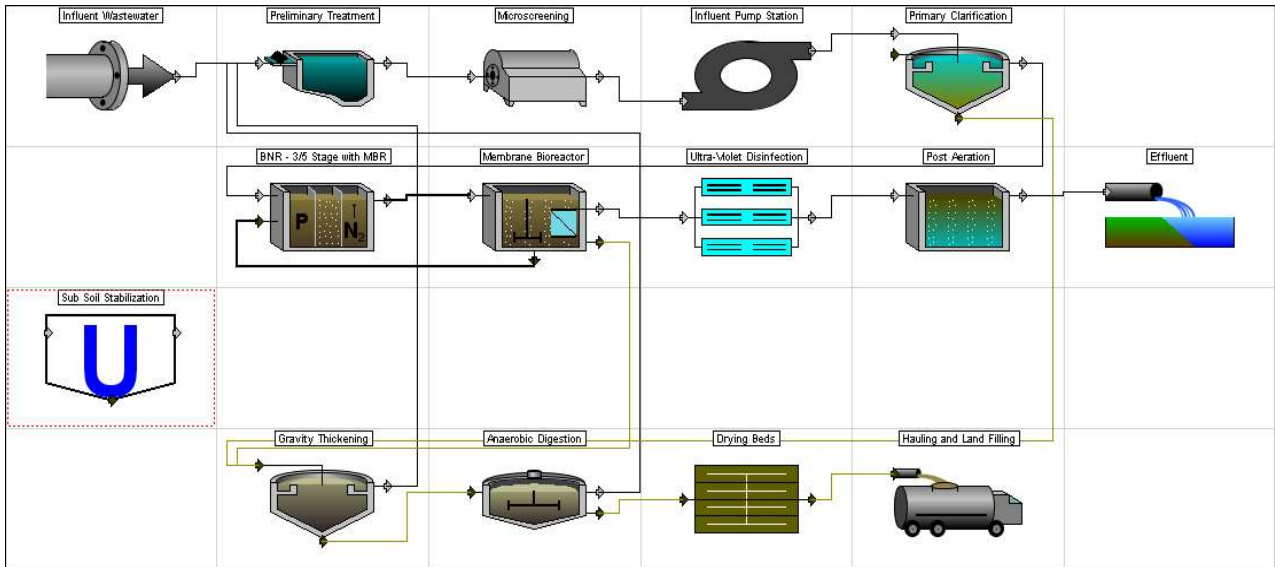 Influent Wastewater
Preliminary Treatment
Microscreening
Influent Pump Station
Primary Clarification
BNR - 3/5 Stage with MBR
Membrane Bioreactor
Ultra-Violet Disinfection
Post Aeration
Effluent
P
N2
Sub Soil Stabilization
U
Gravity Thickening
Anaerobic Digestion
Drying Beds
Hauling and Land Filling